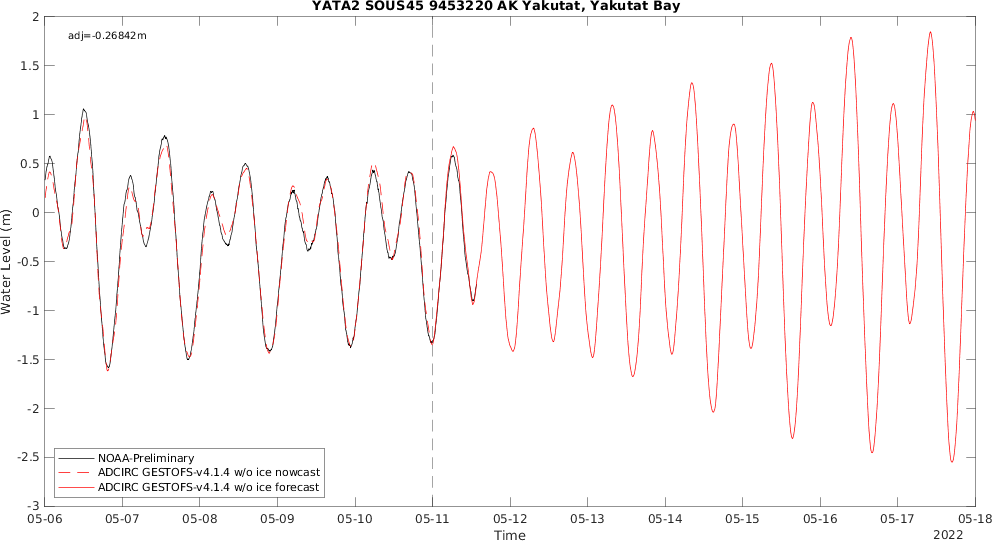 YATA2 SOUS45 9453220 AK Yakutat, Yakutat Bay
adj=-0.26842m
2
1.5
1
0.5
0
-0.5
-1
-1.5
-2
-2.5
-3
Water Level (m)
NOAA-Preliminary
ADCIRC GESTOFS-v4.1.4 w/o ice nowcast
ADCIRC GESTOFS-v4.1.4 w/o ice forecast
05-06 05-07 05-08 05-09 05-10 05-11 05-12 05-13 05-14 05-15 05-16 05-17 05-18
Time
2022